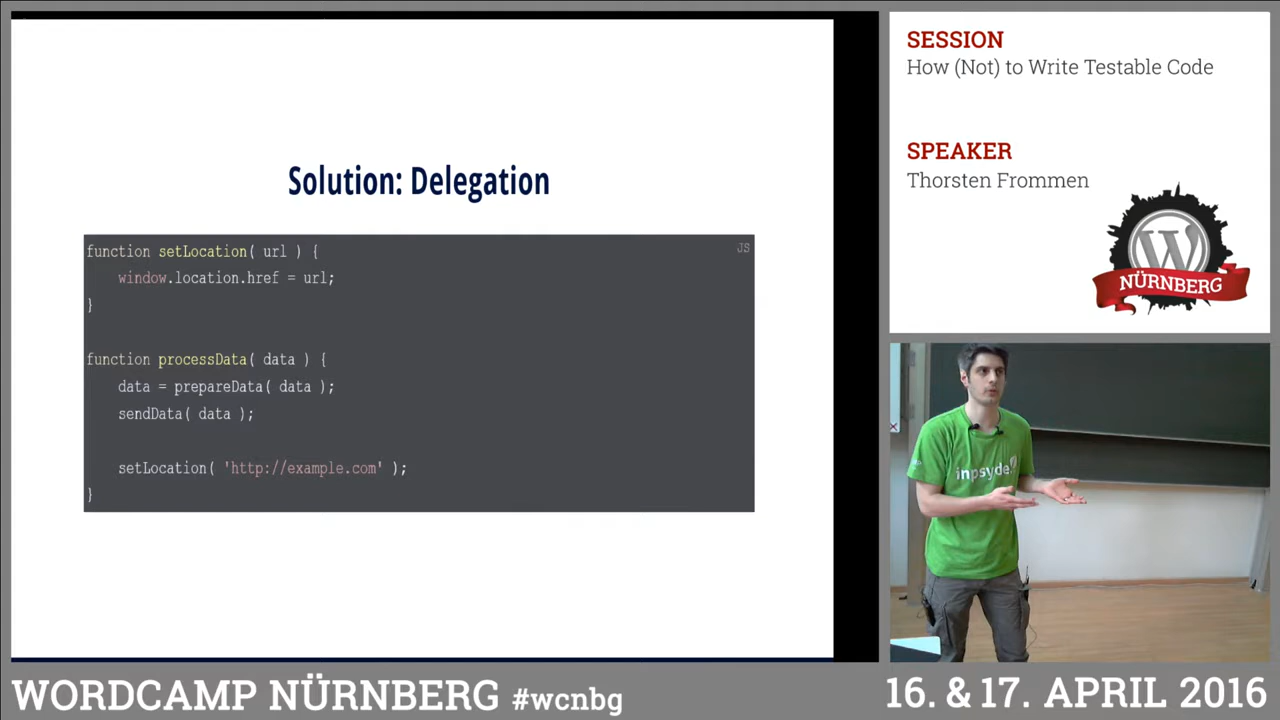 Solution: Delegation
JS
function setLocation( url ) {
window.location.href = url;
}
function processData( data ) {
data = prepareData( data );
sendData( data );
setLocation( 'http://example.com' );
}
SESSION
How (Not) to Write Testable Code
SPEAKER
Thorsten Frommen
NÜRNBERG
inpsyde
WORDCAMP NÜRNBERG #wcnbg
16. & 17. APRIL 2016